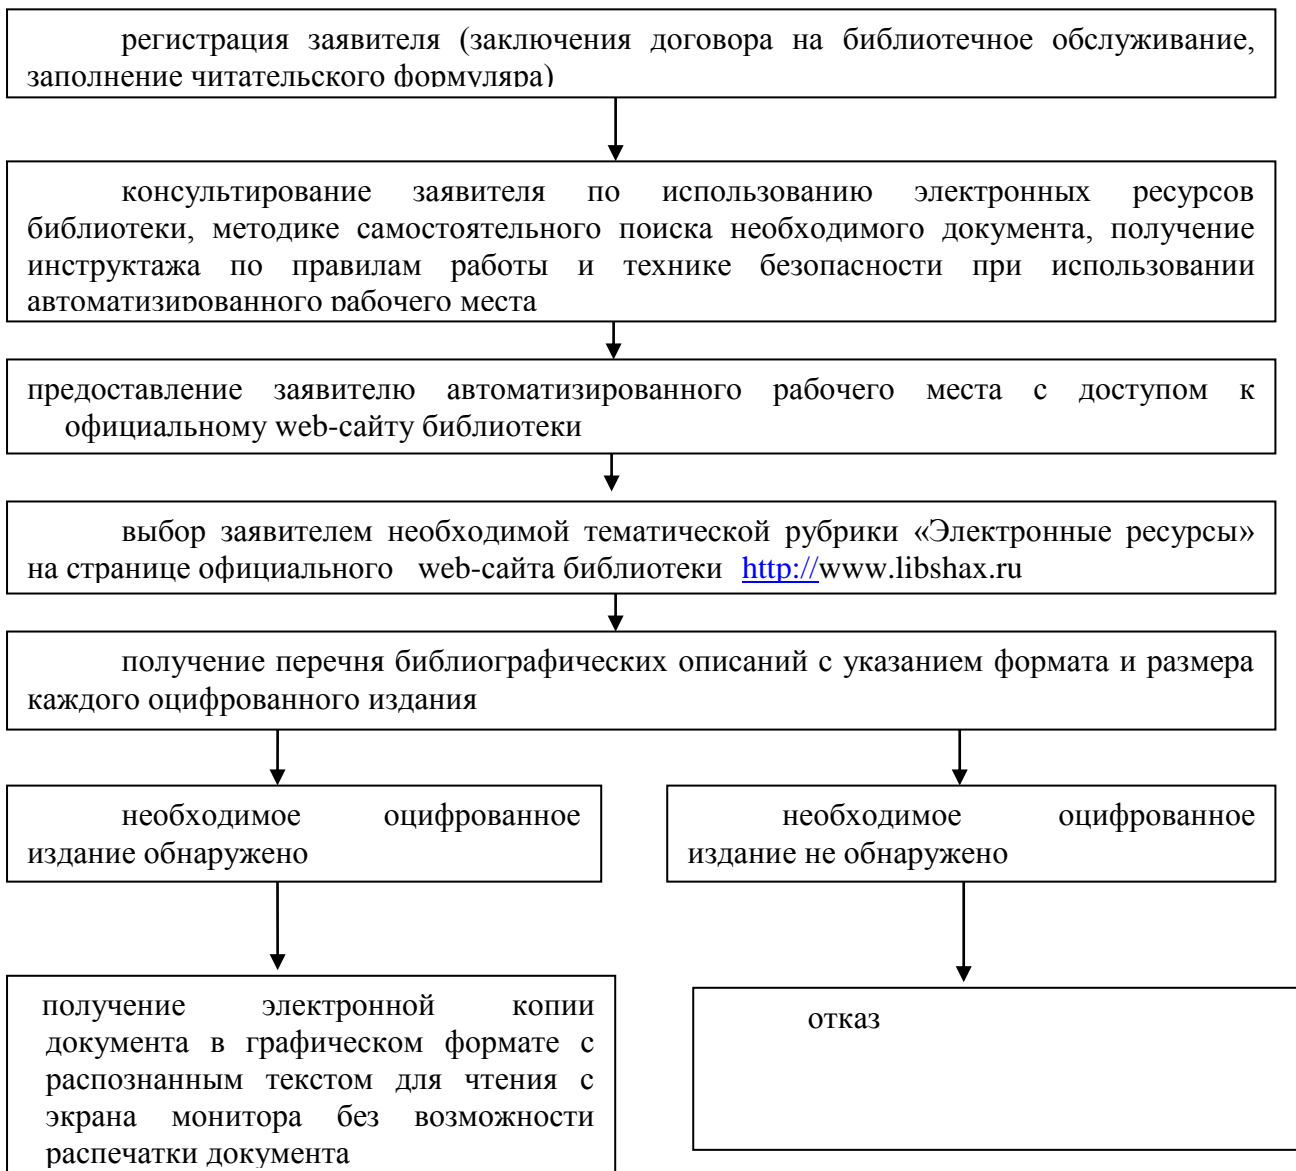 регистрация заявителя (заключения договора на библиотечное обслуживание,
заполнение читательского формуляра)
консультирование заявителя по использованию электронных ресурсов
библиотеки, методике самостоятельного поиска необходимого документа, получение
инструктажа по правилам работы и технике безопасности при использовании
автоматизированного рабочего места
предоставление заявителю автоматизированного рабочего места с доступом к
официальному web-сайту библиотеки
выбор заявителем необходимой тематической рубрики «Электронные ресурсы»
на странице официального web-сайта библиотеки http://www.libshax.ru
получение перечня библиографических описаний с указанием формата и размера
каждого оцифрованного издания
необходимое оцифрованное
издание обнаружено
необходимое оцифрованное
издание не обнаружено
получение электронной копии
документа в графическом формате с
распознанным текстом для чтения с
экрана монитора без возможности
распечатки документа
отказ